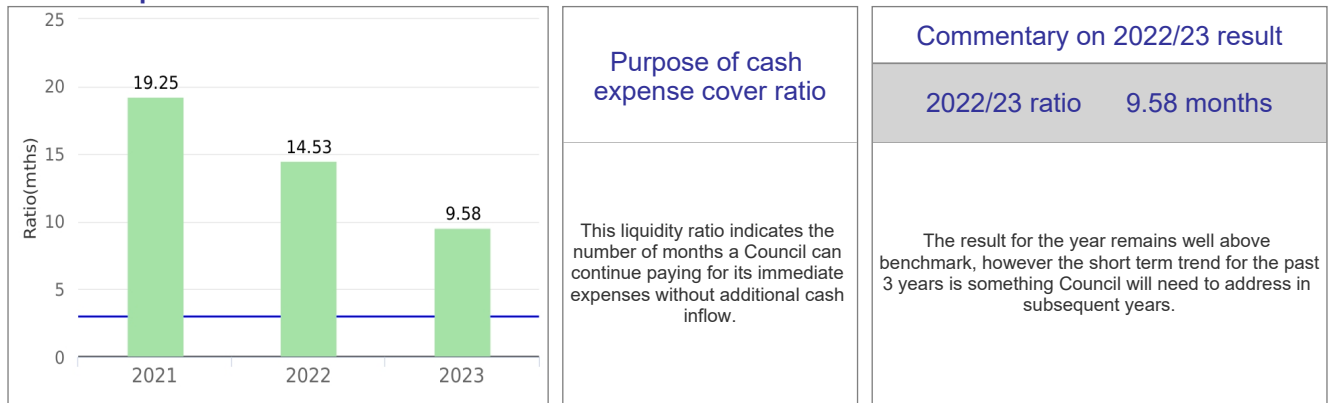 25
20
15
10
5
0
Ratio(mths)
19.25
14.53
9.58
2021
2022
2023
Purpose of cash
expense cover ratio
This liquidity ratio indicates the
number of months a Council can
continue paying for its immediate
expenses without additional cash
inflow.
Commentary on 2022/23 result
2022/23 ratio 9.58 months
The result for the year remains well above
benchmark, however the short term trend for the past
3 years is something Council will need to address in
subsequent years.